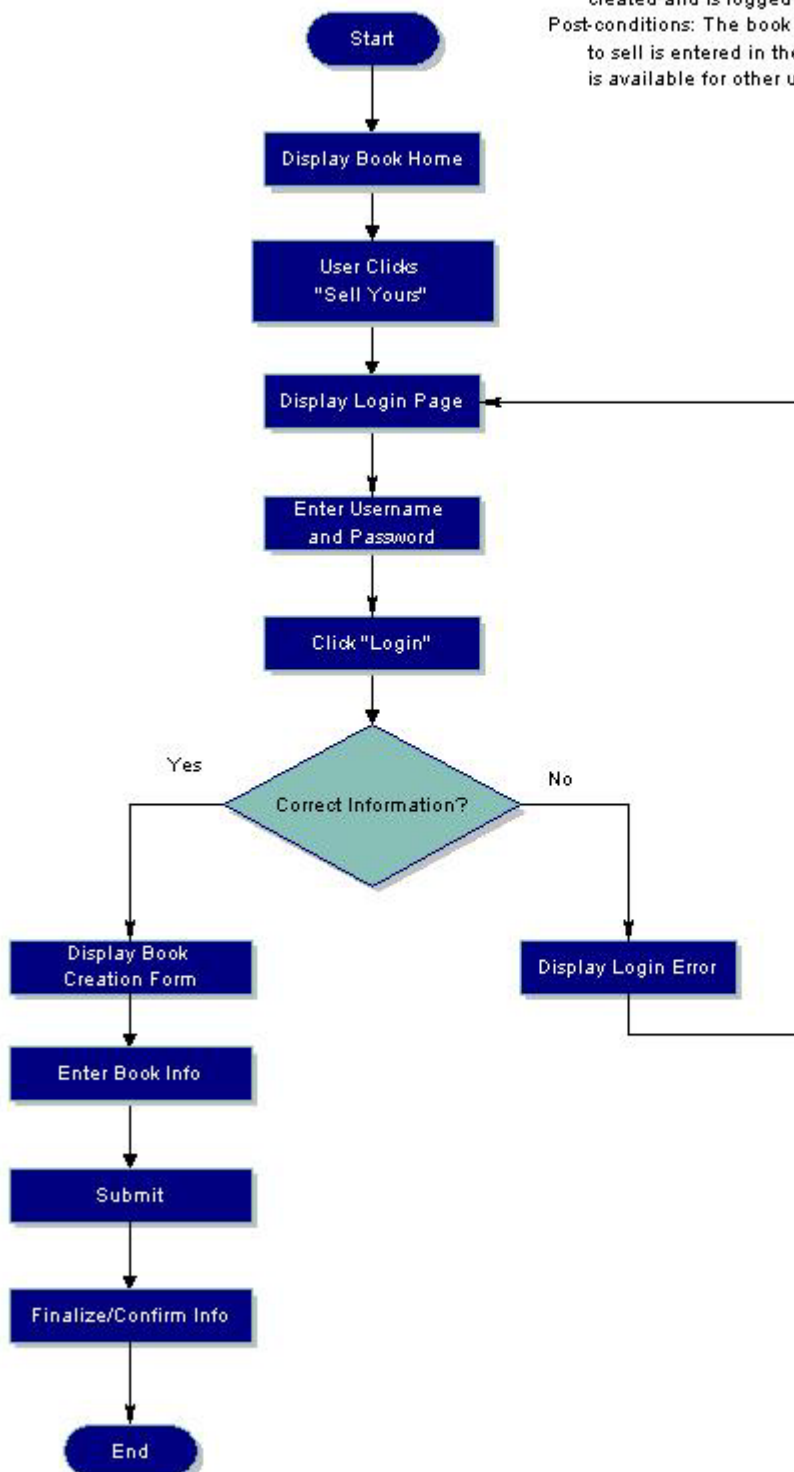 created and is logged
Post-conditions: The book
to sell is entered in the
is available for other
Start
Display Book Home
User Clicks
"Sell Yours"
Display Login Page
Enter Username
and Password
Click "Login"
Correct Information?
Yes
No
Display Book
Creation Form
Display Login Error
Enter Book Info
Submit
Finalize/Confirm Info
End